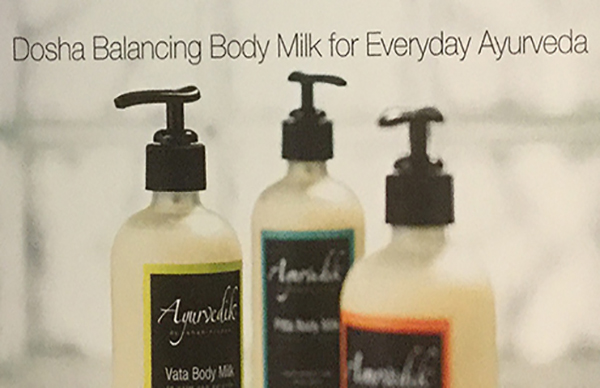 Dosha Balancing Body Milk for Everyday Ayurveda
Ayurvedik
Vata Body Milk
Ayurvedik
Pitta Body Milk
Ayurvedik